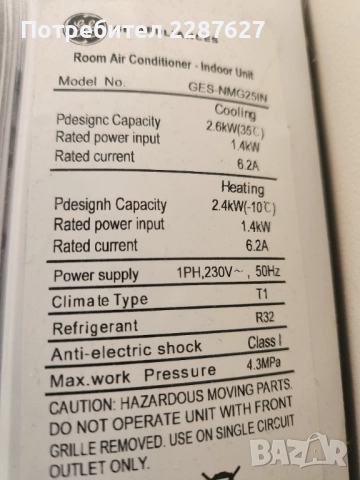 Потребител 2287627
GE APPLIANCES
Room Air Conditioner - Indoor Unit
Model No. GES-NMG25IN
Cooling
Pdesignc Capacity 2.6kW(35℃)
Rated power input 1.4kW
Rated current 6.2A
Heating
Pdesignh Capacity 2.4kW(-10℃)
Rated power input 1.4kW
Rated current 6.2A
Power supply 1PH,230V~, 50Hz
Climate Type T1
Refrigerant R32
Anti-electric shock Class I
Max.work Pressure 4.3MPa
CAUTION: HAZARDOUS MOVING PARTS.
DO NOT OPERATE UNIT WITH FRONT
GRILLE REMOVED. USE ON SINGLE CIRCUIT
OUTLET ONLY.
BAZAR